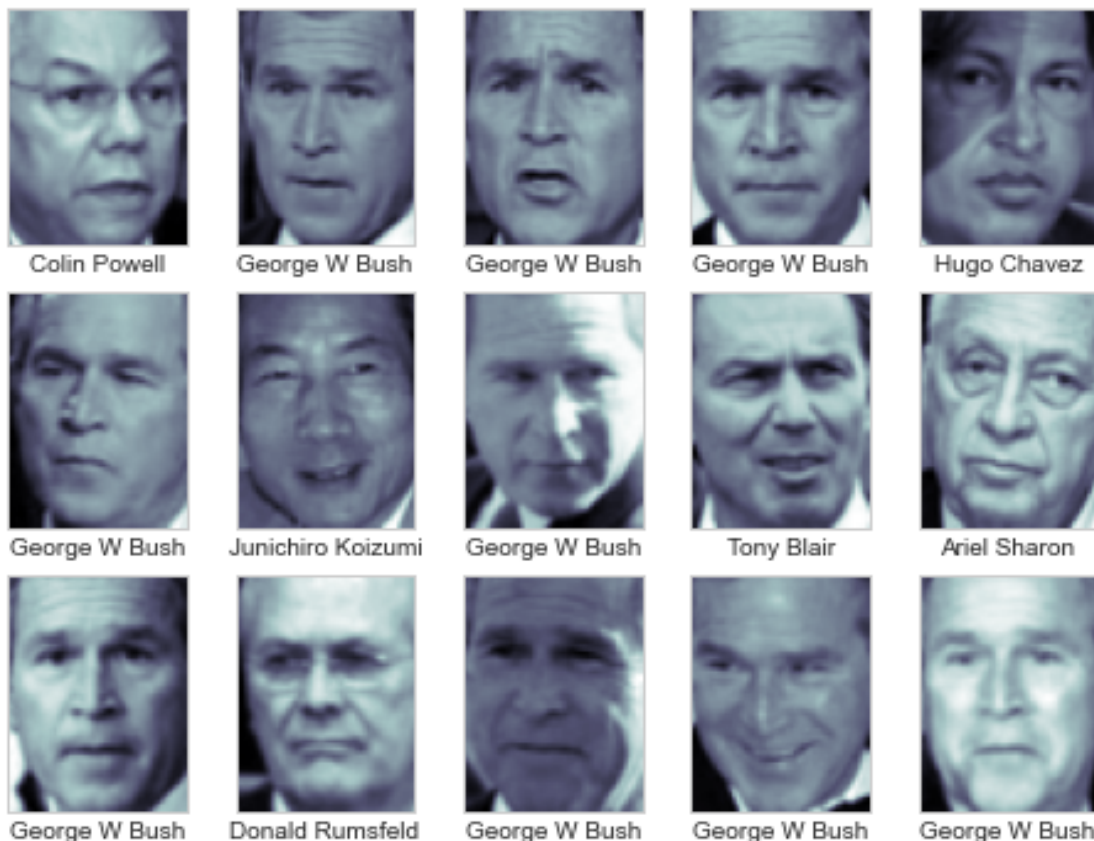 Colin Powell
George W Bush
George W Bush
George W Bush
Hugo Chavez
George W Bush
Junichiro Koizumi
George W Bush
Tony Blair
Ariel Sharon
George W Bush
Donald Rumsfeld
George W Bush
George W Bush
George W Bush